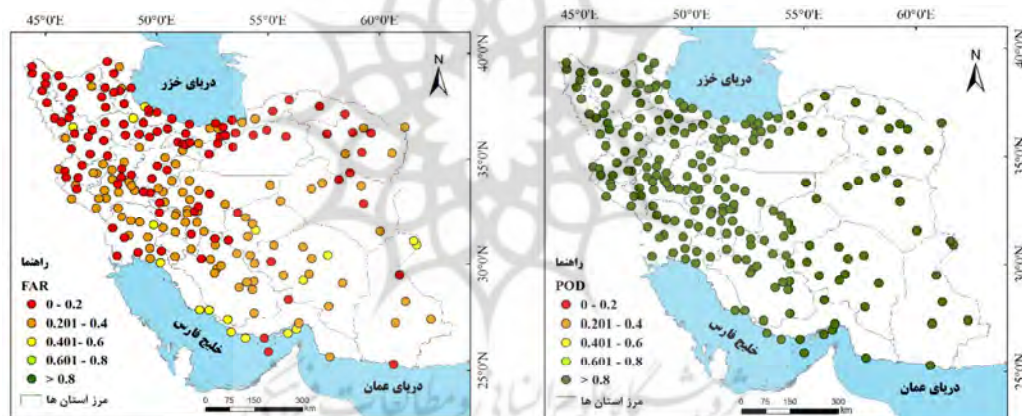 45°0'E 50°0'E 55°0'E 60°0'E
40°0'N
35°0'N
30°0'N
25°0'N
N
دریای خزر
خلیج فارس
دریای عمان
راهنما
FAR
0 - 0.2
0.201 - 0.4
0.401 - 0.6
0.601 - 0.8
> 0.8
مرز استان ها
0 75 150 300
km
45°0'E 50°0'E 55°0'E 60°0'E
40°0'N
35°0'N
30°0'N
25°0'N
N
دریای خزر
خلیج فارس
دریای عمان
راهنما
POD
0 - 0.2
0.201 - 0.4
0.401 - 0.6
0.601 - 0.8
> 0.8
مرز استان ها
0 75 150 300
km